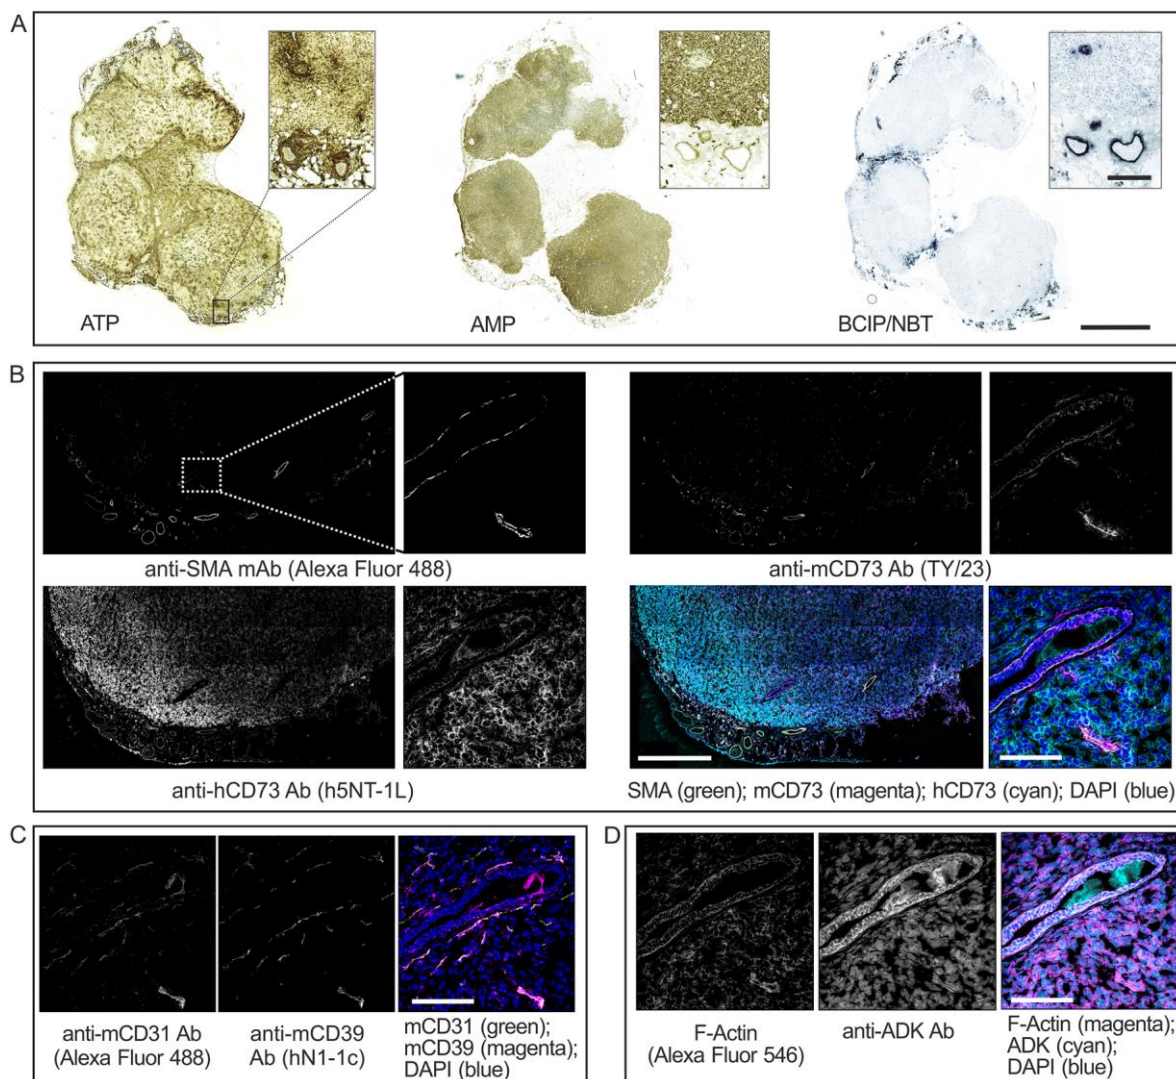 A
ATP
AMP
BCIP/NBT
B
anti-SMA mAb (Alexa Fluor 488)
anti-mCD73 Ab (TY/23)
anti-hCD73 Ab (h5NT-1L)
SMA (green); mCD73 (magenta); hCD73 (cyan); DAPI (blue)
C
anti-mCD31 Ab
(Alexa Fluor 488)
anti-mCD39
Ab (hN1-1c)
mCD31 (green);
mCD39 (magenta);
DAPI (blue)
D
F-Actin
(Alexa Fluor 546)
anti-ADK Ab
F-Actin (magenta);
ADK (cyan);
DAPI (blue)